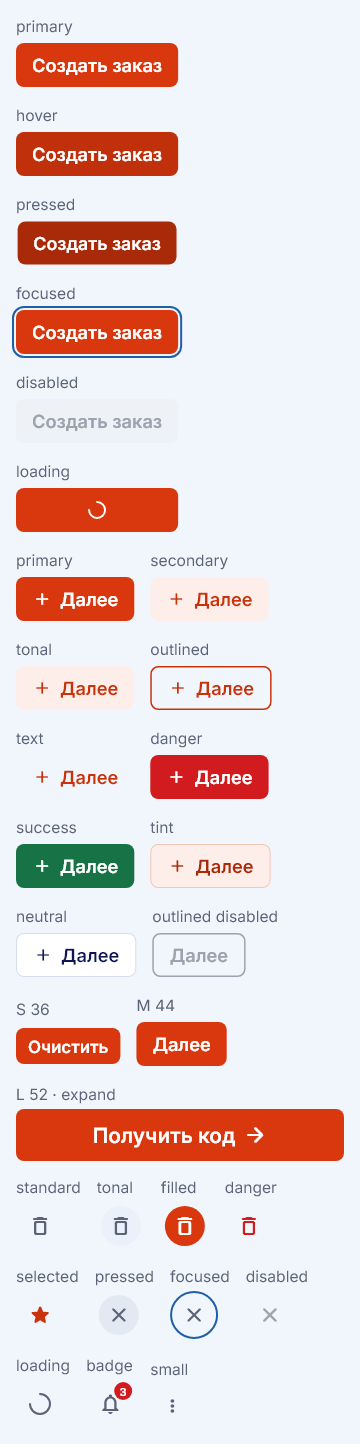 primary
Создать заказ
hover
Создать заказ
pressed
Создать заказ
focused
Создать заказ
disabled
Создать заказ
loading
primary secondary
+ Далее + Далее
tonal outlined
+ Далее + Далее
text danger
+ Далее + Далее
success tint
+ Далее + Далее
neutral outlined disabled
+ Далее Далее
S 36 M 44
Очистить Далее
L 52 · expand
Получить код →
standard tonal filled danger
selected pressed focused disabled
loading badge small
3